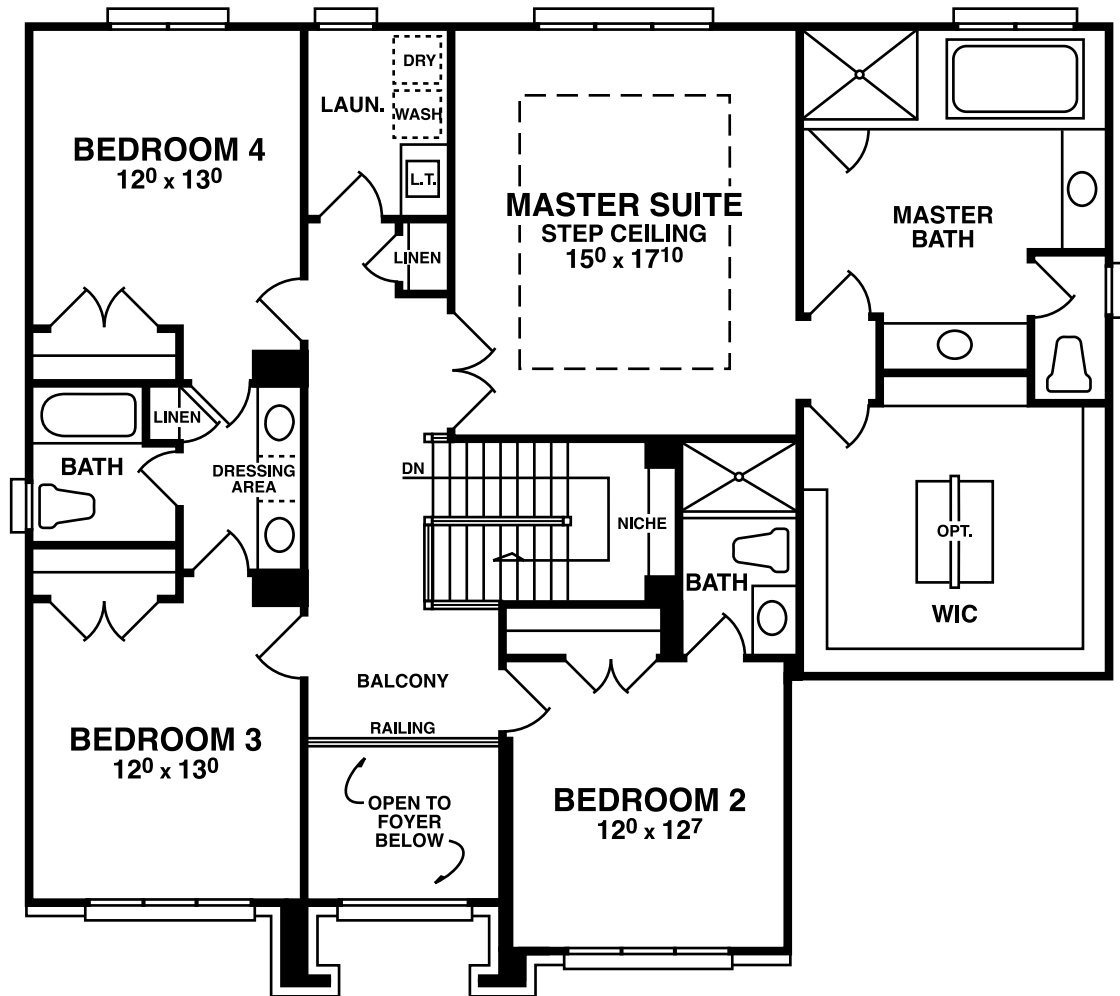 DRY
LAUN.
WASH
BEDROOM 4
12⁰ x 13⁰
L.T.
MASTER SUITE
STEP CEILING
15⁰ x 17¹⁰
MASTER
BATH
LINEN
LINEN
BATH
DRESSING
AREA
DN
NICHE
OPT.
BATH
WIC
BALCONY
RAILING
BEDROOM 3
12⁰ x 13⁰
OPEN TO
FOYER
BELOW
BEDROOM 2
12⁰ x 12⁷